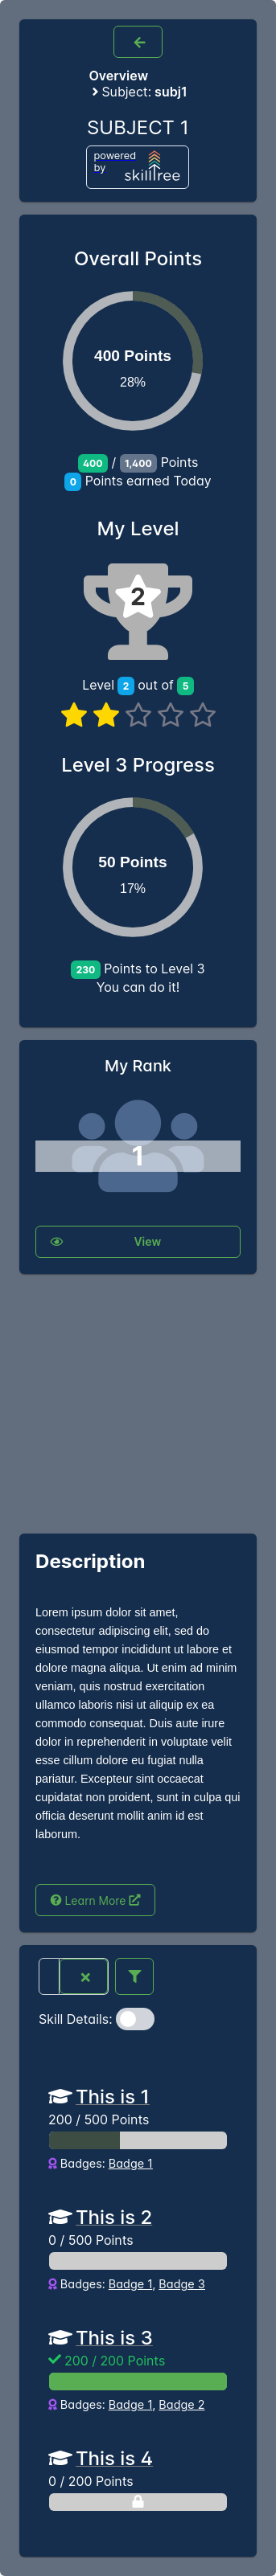 Overview
Subject: subj1
SUBJECT 1
powered
by
skilltree
Overall Points
400 Points
28%
400 / 1,400 Points
0 Points earned Today
My Level
2
Level 2 out of 5
Level 3 Progress
50 Points
17%
230 Points to Level 3
You can do it!
My Rank
1
View
Description
Lorem ipsum dolor sit amet,
consectetur adipiscing elit, sed do
eiusmod tempor incididunt ut labore et
dolore magna aliqua. Ut enim ad minim
veniam, quis nostrud exercitation
ullamco laboris nisi ut aliquip ex ea
commodo consequat. Duis aute irure
dolor in reprehenderit in voluptate velit
esse cillum dolore eu fugiat nulla
pariatur. Excepteur sint occaecat
cupidatat non proident, sunt in culpa qui
officia deserunt mollit anim id est
laborum.
Learn More
Skill Details:
This is 1
200 / 500 Points
Badges: Badge 1
This is 2
0 / 500 Points
Badges: Badge 1, Badge 3
This is 3
200 / 200 Points
Badges: Badge 1, Badge 2
This is 4
0 / 200 Points